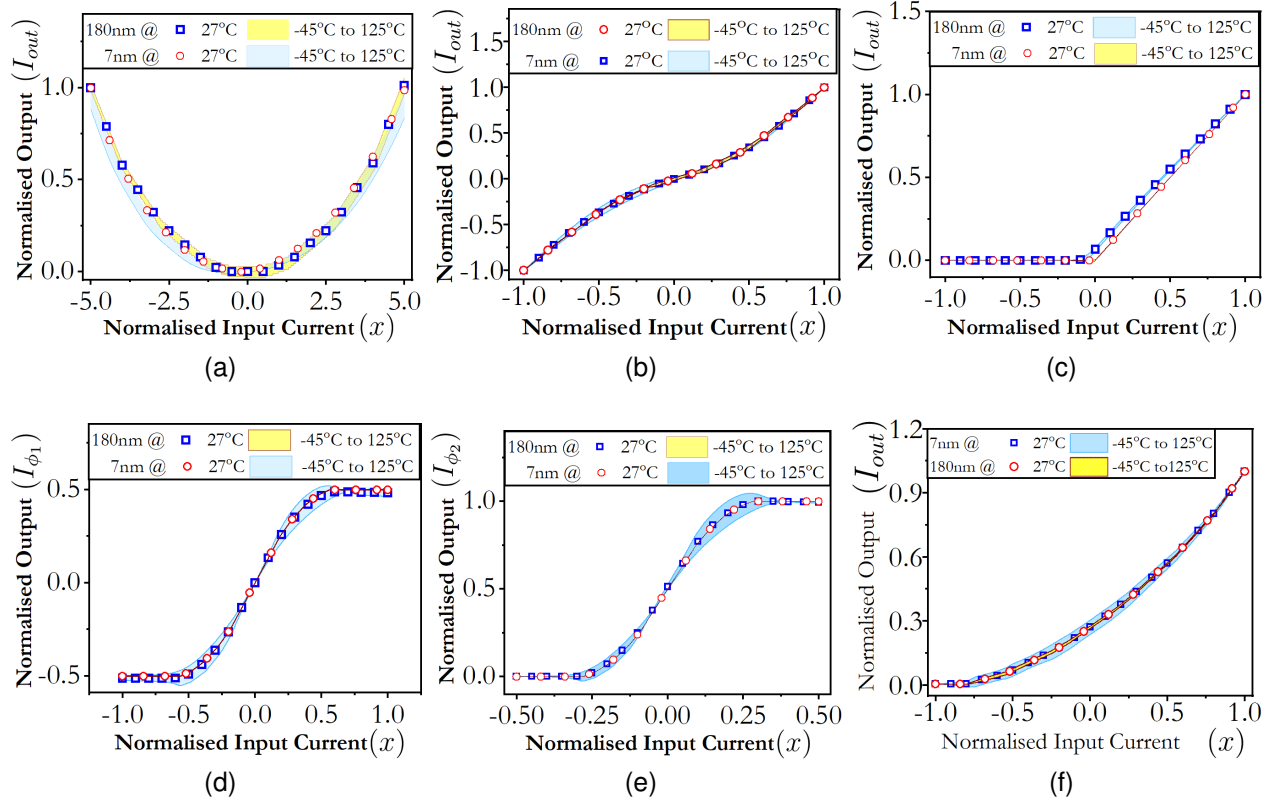 180nm @ 27°C -45°C to 125°C
7nm @ 27°C -45°C to 125°C
1.0
0.5
0.0
-5.0 -2.5 0.0 2.5 5.0
Normalised Output (I_out)
Normalised Input Current (x)
(a)
180nm @ 27°C -45°C to 125°C
7nm @ 27°C -45°C to 125°C
1.5
1.0
0.5
0.0
-0.5
-1.0
-1.0 -0.5 0.0 0.5 1.0
Normalised Output (I_out)
Normalised Input Current (x)
(b)
180nm @ 27°C -45°C to 125°C
7nm @ 27°C -45°C to 125°C
1.5
1.0
0.5
0.0
-1.0 -0.5 0.0 0.5 1.0
Normalised Output (I_out)
Normalised Input Current (x)
(c)
180nm @ 27°C -45°C to 125°C
7nm @ 27°C -45°C to 125°C
0.5
0.0
-0.5
-1.0 -0.5 0.0 0.5 1.0
Normalised Output (I_ϕ1)
Normalised Input Current (x)
(d)
180nm @ 27°C -45°C to 125°C
7nm @ 27°C -45°C to 125°C
1.0
0.5
0.0
-0.50 -0.25 0.00 0.25 0.50
Normalised Output (I_ϕ2)
Normalised Input Current (x)
(e)
7nm @ 27°C -45°C to 125°C
180nm @ 27°C -45°C to125°C
1.2
0.9
0.6
0.3
0.0
-1.0 -0.5 0.0 0.5 1.0
Normalised Output (I_out)
Normalised Input Current (x)
(f)